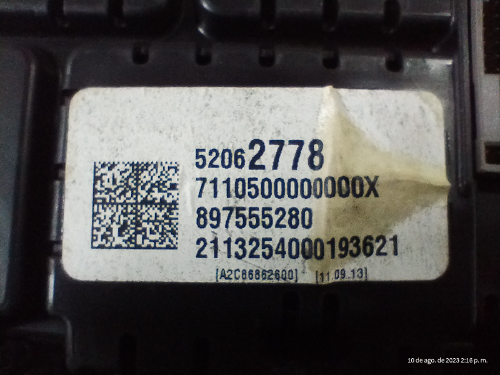 52062778
7110500000000X
897555280
2113254000193621
[A2C86862600] [11.09.13]
10 de ago. de 2023 2:16 p. m.